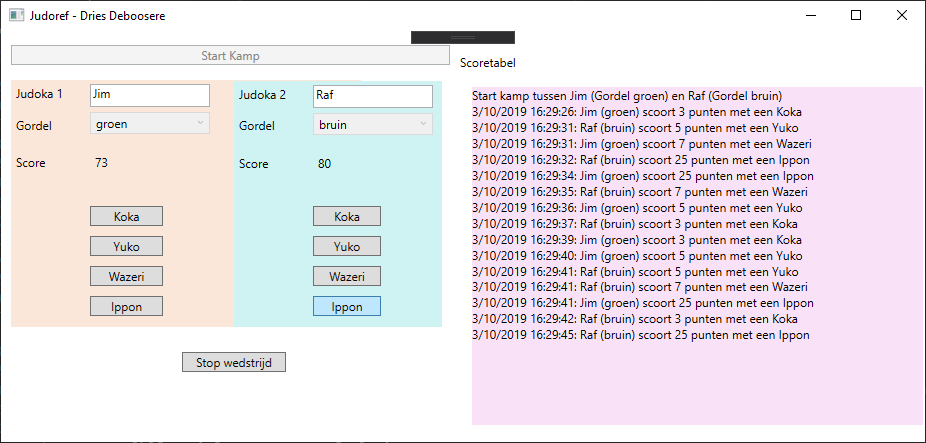 Judoref - Dries Deboosere
Start Kamp
Scoretabel
Judoka 1
Jim
Gordel
groen
Score
73
Koka
Yuko
Wazeri
Ippon
Judoka 2
Raf
Gordel
bruin
Score
80
Koka
Yuko
Wazeri
Ippon
Stop wedstrijd
Start kamp tussen Jim (Gordel groen) en Raf (Gordel bruin)
3/10/2019 16:29:26: Jim (groen) scoort 3 punten met een Koka
3/10/2019 16:29:31: Raf (bruin) scoort 5 punten met een Yuko
3/10/2019 16:29:31: Jim (groen) scoort 7 punten met een Wazeri
3/10/2019 16:29:32: Raf (bruin) scoort 25 punten met een Ippon
3/10/2019 16:29:34: Jim (groen) scoort 25 punten met een Ippon
3/10/2019 16:29:35: Raf (bruin) scoort 7 punten met een Wazeri
3/10/2019 16:29:36: Jim (groen) scoort 5 punten met een Yuko
3/10/2019 16:29:37: Raf (bruin) scoort 3 punten met een Koka
3/10/2019 16:29:39: Jim (groen) scoort 3 punten met een Koka
3/10/2019 16:29:40: Jim (groen) scoort 5 punten met een Yuko
3/10/2019 16:29:41: Raf (bruin) scoort 5 punten met een Yuko
3/10/2019 16:29:41: Raf (bruin) scoort 7 punten met een Wazeri
3/10/2019 16:29:41: Jim (groen) scoort 25 punten met een Ippon
3/10/2019 16:29:42: Raf (bruin) scoort 3 punten met een Koka
3/10/2019 16:29:45: Raf (bruin) scoort 25 punten met een Ippon